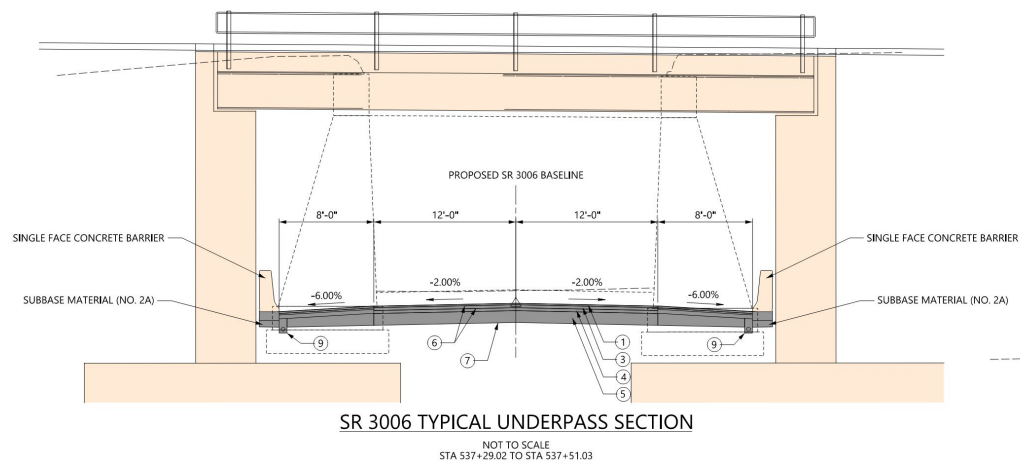 PROPOSED SR 3006 BASELINE
8'-0" 12'-0" 12'-0" 8'-0"
SINGLE FACE CONCRETE BARRIER SINGLE FACE CONCRETE BARRIER
-6.00% -2.00% -2.00% -6.00%
SUBBASE MATERIAL (NO. 2A) SUBBASE MATERIAL (NO. 2A)
9 6 1 9
7 3
4
5
SR 3006 TYPICAL UNDERPASS SECTION
NOT TO SCALE
STA 537+29.02 TO STA 537+51.03